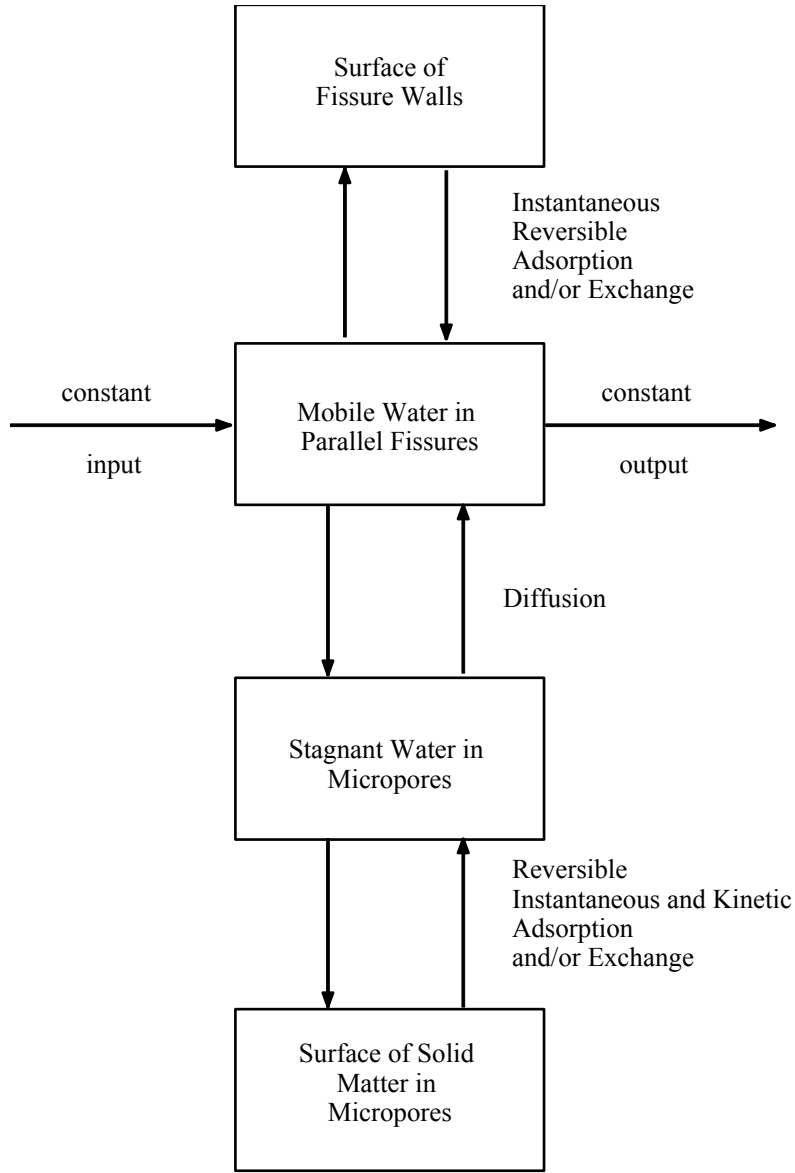 Surface of
Fissure Walls
Instantaneous
Reversible
Adsorption
and/or Exchange
constant
input
Mobile Water in
Parallel Fissures
constant
output
Diffusion
Stagnant Water in
Micropores
Reversible
Instantaneous and Kinetic
Adsorption
and/or Exchange
Surface of Solid
Matter in
Micropores